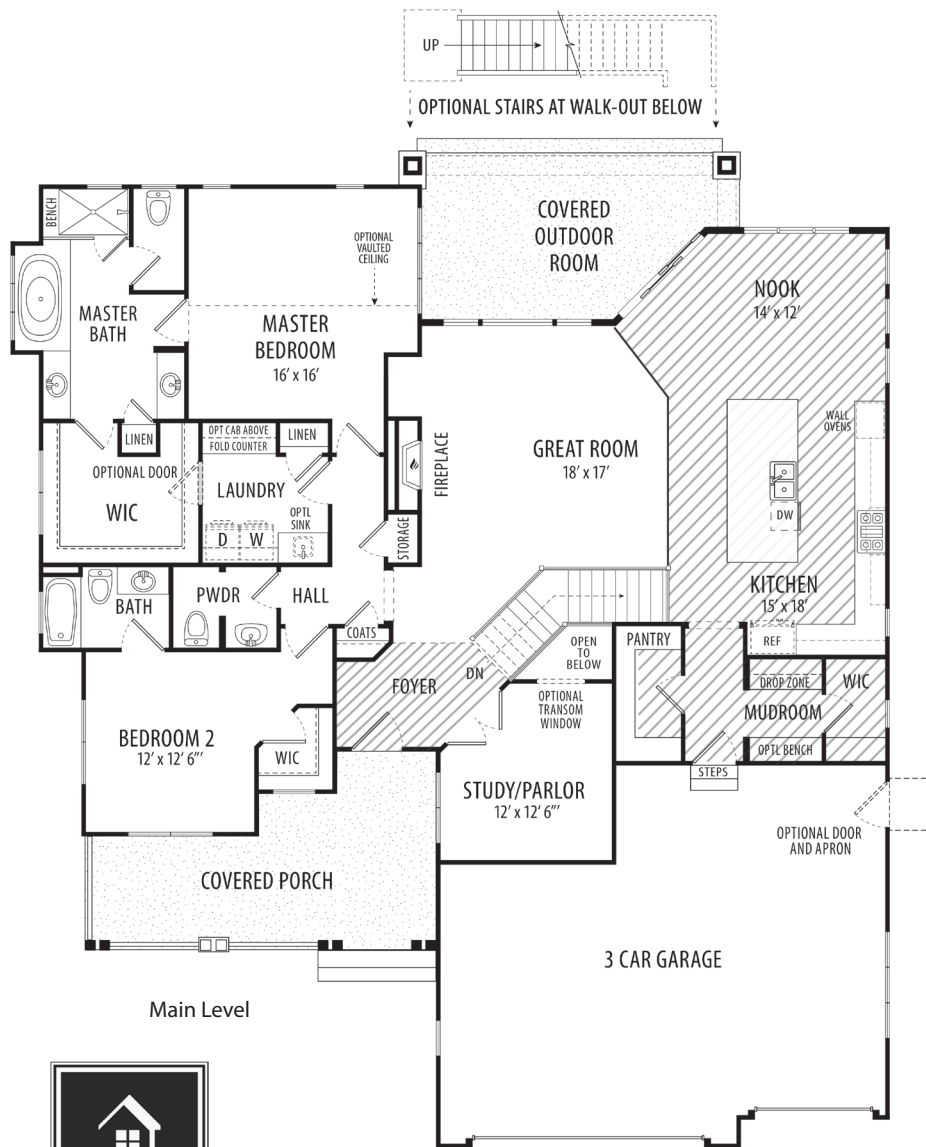 UP
OPTIONAL STAIRS AT WALK-OUT BELOW
BENCH
COVERED
OUTDOOR
ROOM
OPTIONAL
VAULTED
CEILING
NOOK
14' x 12'
MASTER
BATH
MASTER
BEDROOM
16' x 16'
WALL
OVENS
OPT CAB ABOVE
FOLD COUNTER
LINEN
LINEN
FIREPLACE
GREAT ROOM
18' x 17'
OPTIONAL DOOR
WIC
LAUNDRY
OPTL
SINK
D
W
STORAGE
DW
BATH
PWDR
HALL
COATS
KITCHEN
15' x 18'
REF
OPEN
TO
BELOW
PANTRY
DN
FOYER
OPTIONAL
TRANSOM
WINDOW
DROP ZONE
WIC
MUDROOM
OPTL BENCH
STEPS
BEDROOM 2
12' x 12' 6"'
WIC
STUDY/PARLOR
12' x 12' 6"'
OPTIONAL DOOR
AND APRON
COVERED PORCH
3 CAR GARAGE
Main Level